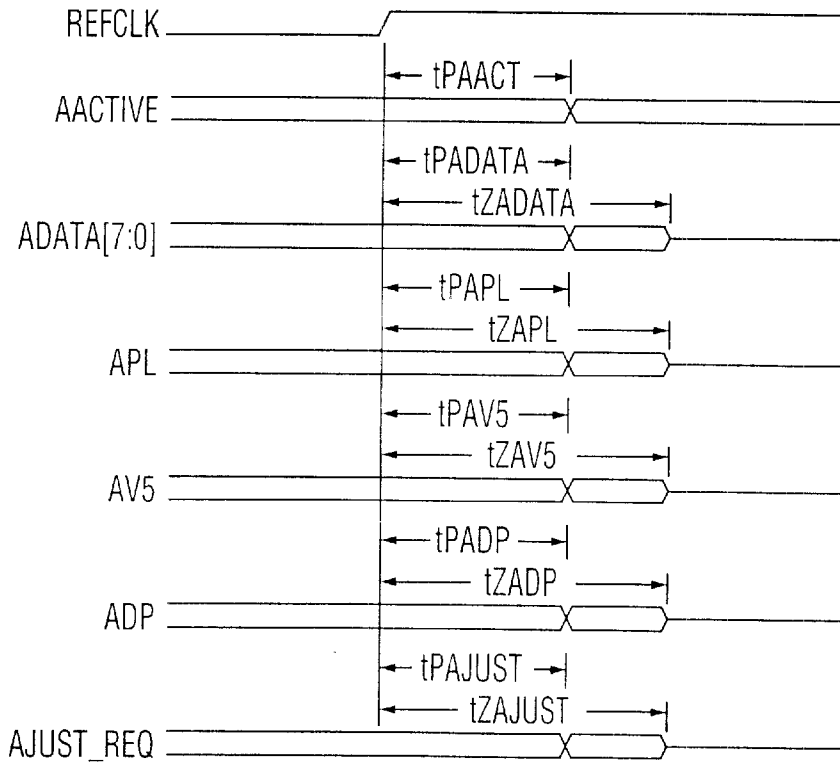 REFCLK
tPAACT
AACTIVE
tPADATA
tZADATA
ADATA[7:0]
tPAPL
tZAPL
APL
tPAV5
tZAV5
AV5
tPADP
tZADP
ADP
tPAJUST
tZAJUST
AJUST_REQ